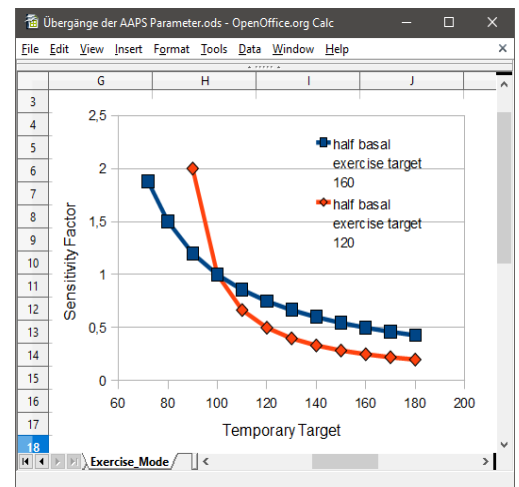 Übergänge der AAPS Parameter.ods - OpenOffice.org Calc
File Edit View Insert Format Tools Data Window Help
G H I J
3
4
5
6
7
8
9
10
11
12
13
14
15
16
17
18
2,5
2
1,5
1
0,5
0
Sensitivity Factor
half basal
exercise target
160
half basal
exercise target
120
60 80 100 120 140 160 180 200
Temporary Target
Exercise_Mode